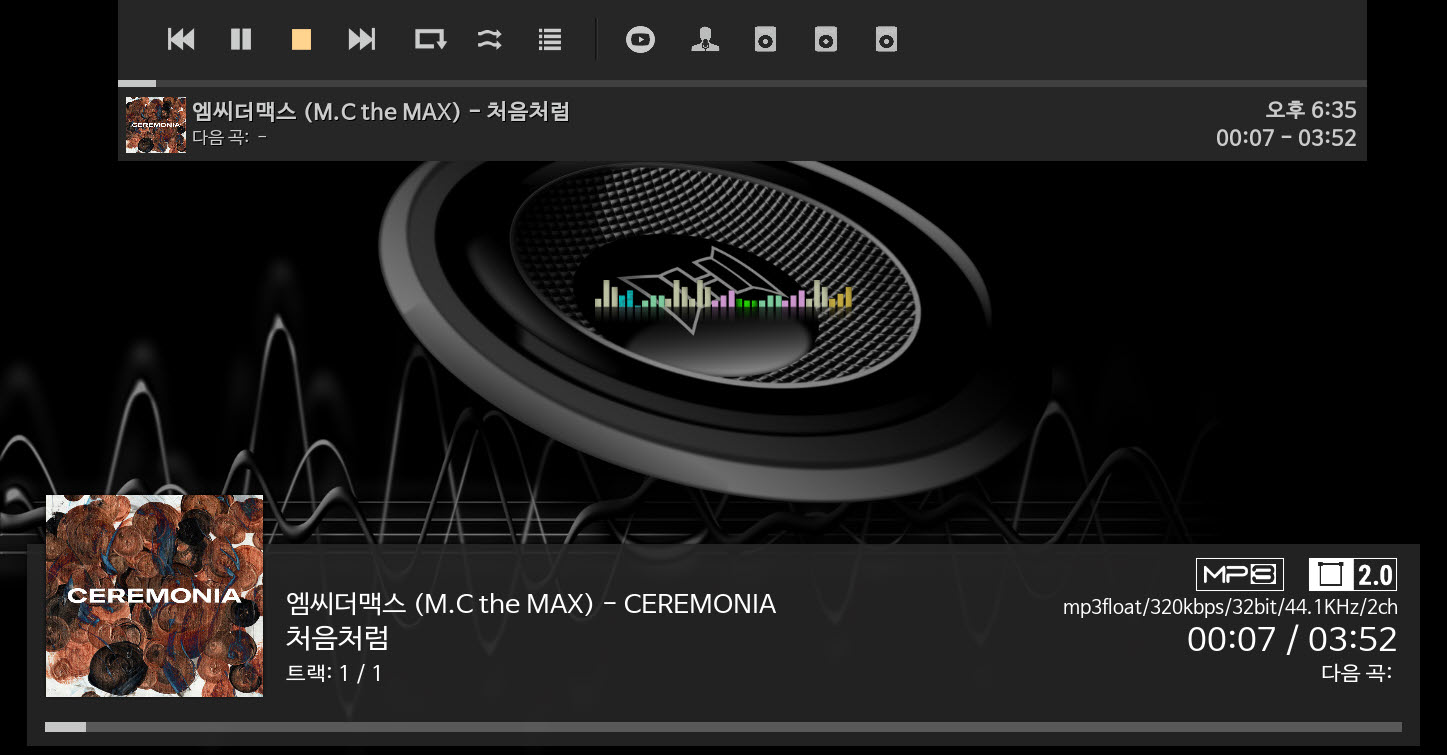 엠씨더맥스 (M.C the MAX) - 처음처럼
다음 곡: -
오후 6:35
00:07 - 03:52
CEREMONIA
CEREMONIA
엠씨더맥스 (M.C the MAX) - CEREMONIA
처음처럼
트랙: 1 / 1
MP3
2.0
mp3float/320kbps/32bit/44.1KHz/2ch
00:07 / 03:52
다음 곡: